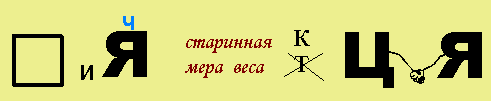 ч
и Я
старинная
мера веса
К
Т
Ц Я